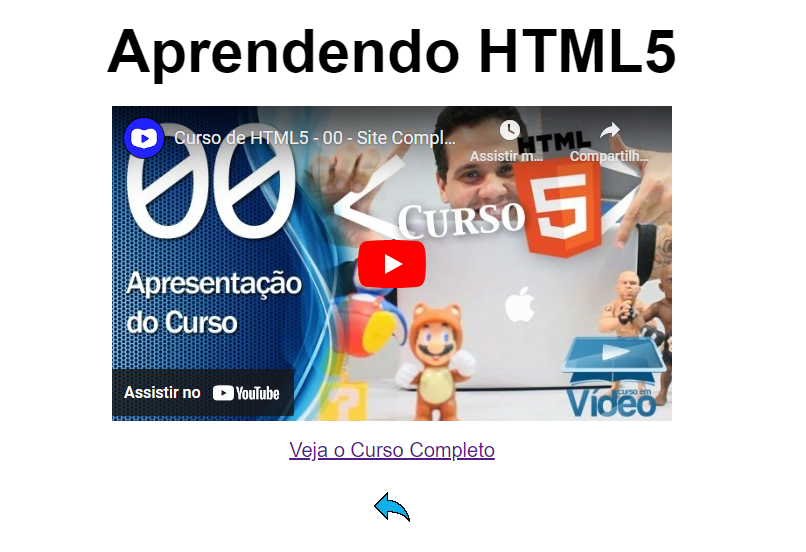 Aprendendo HTML5
Curso de HTML5 - 00 - Site Compl...
Assistir m...
Compartilh...
00
HTML
5
CURSO
Apresentação
do Curso
Assistir no YouTube
curso em
Vídeo
Veja o Curso Completo